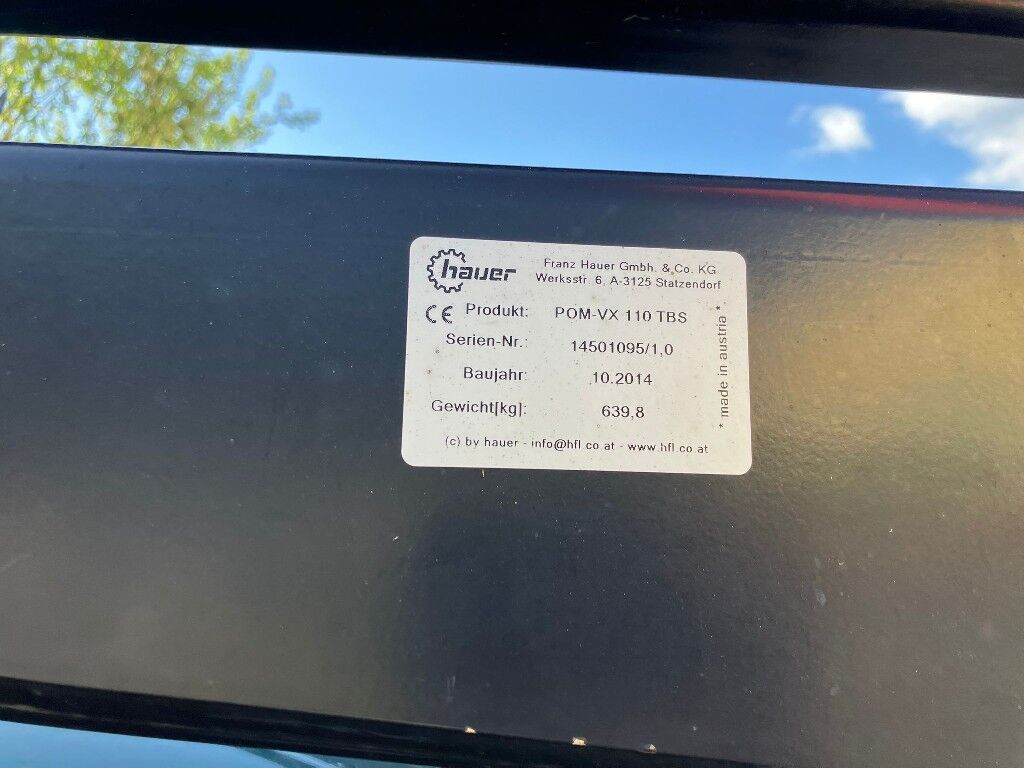 hauer
Franz Hauer Gmbh. & Co. KG
Werksstr. 6, A-3125 Statzendorf
CE Produkt: POM-VX 110 TBS
Serien-Nr.: 14501095/1,0
Baujahr: 10.2014
Gewicht[kg]: 639,8
(c) by hauer - info@hfl.co.at - www.hfl.co.at
* made in austria *